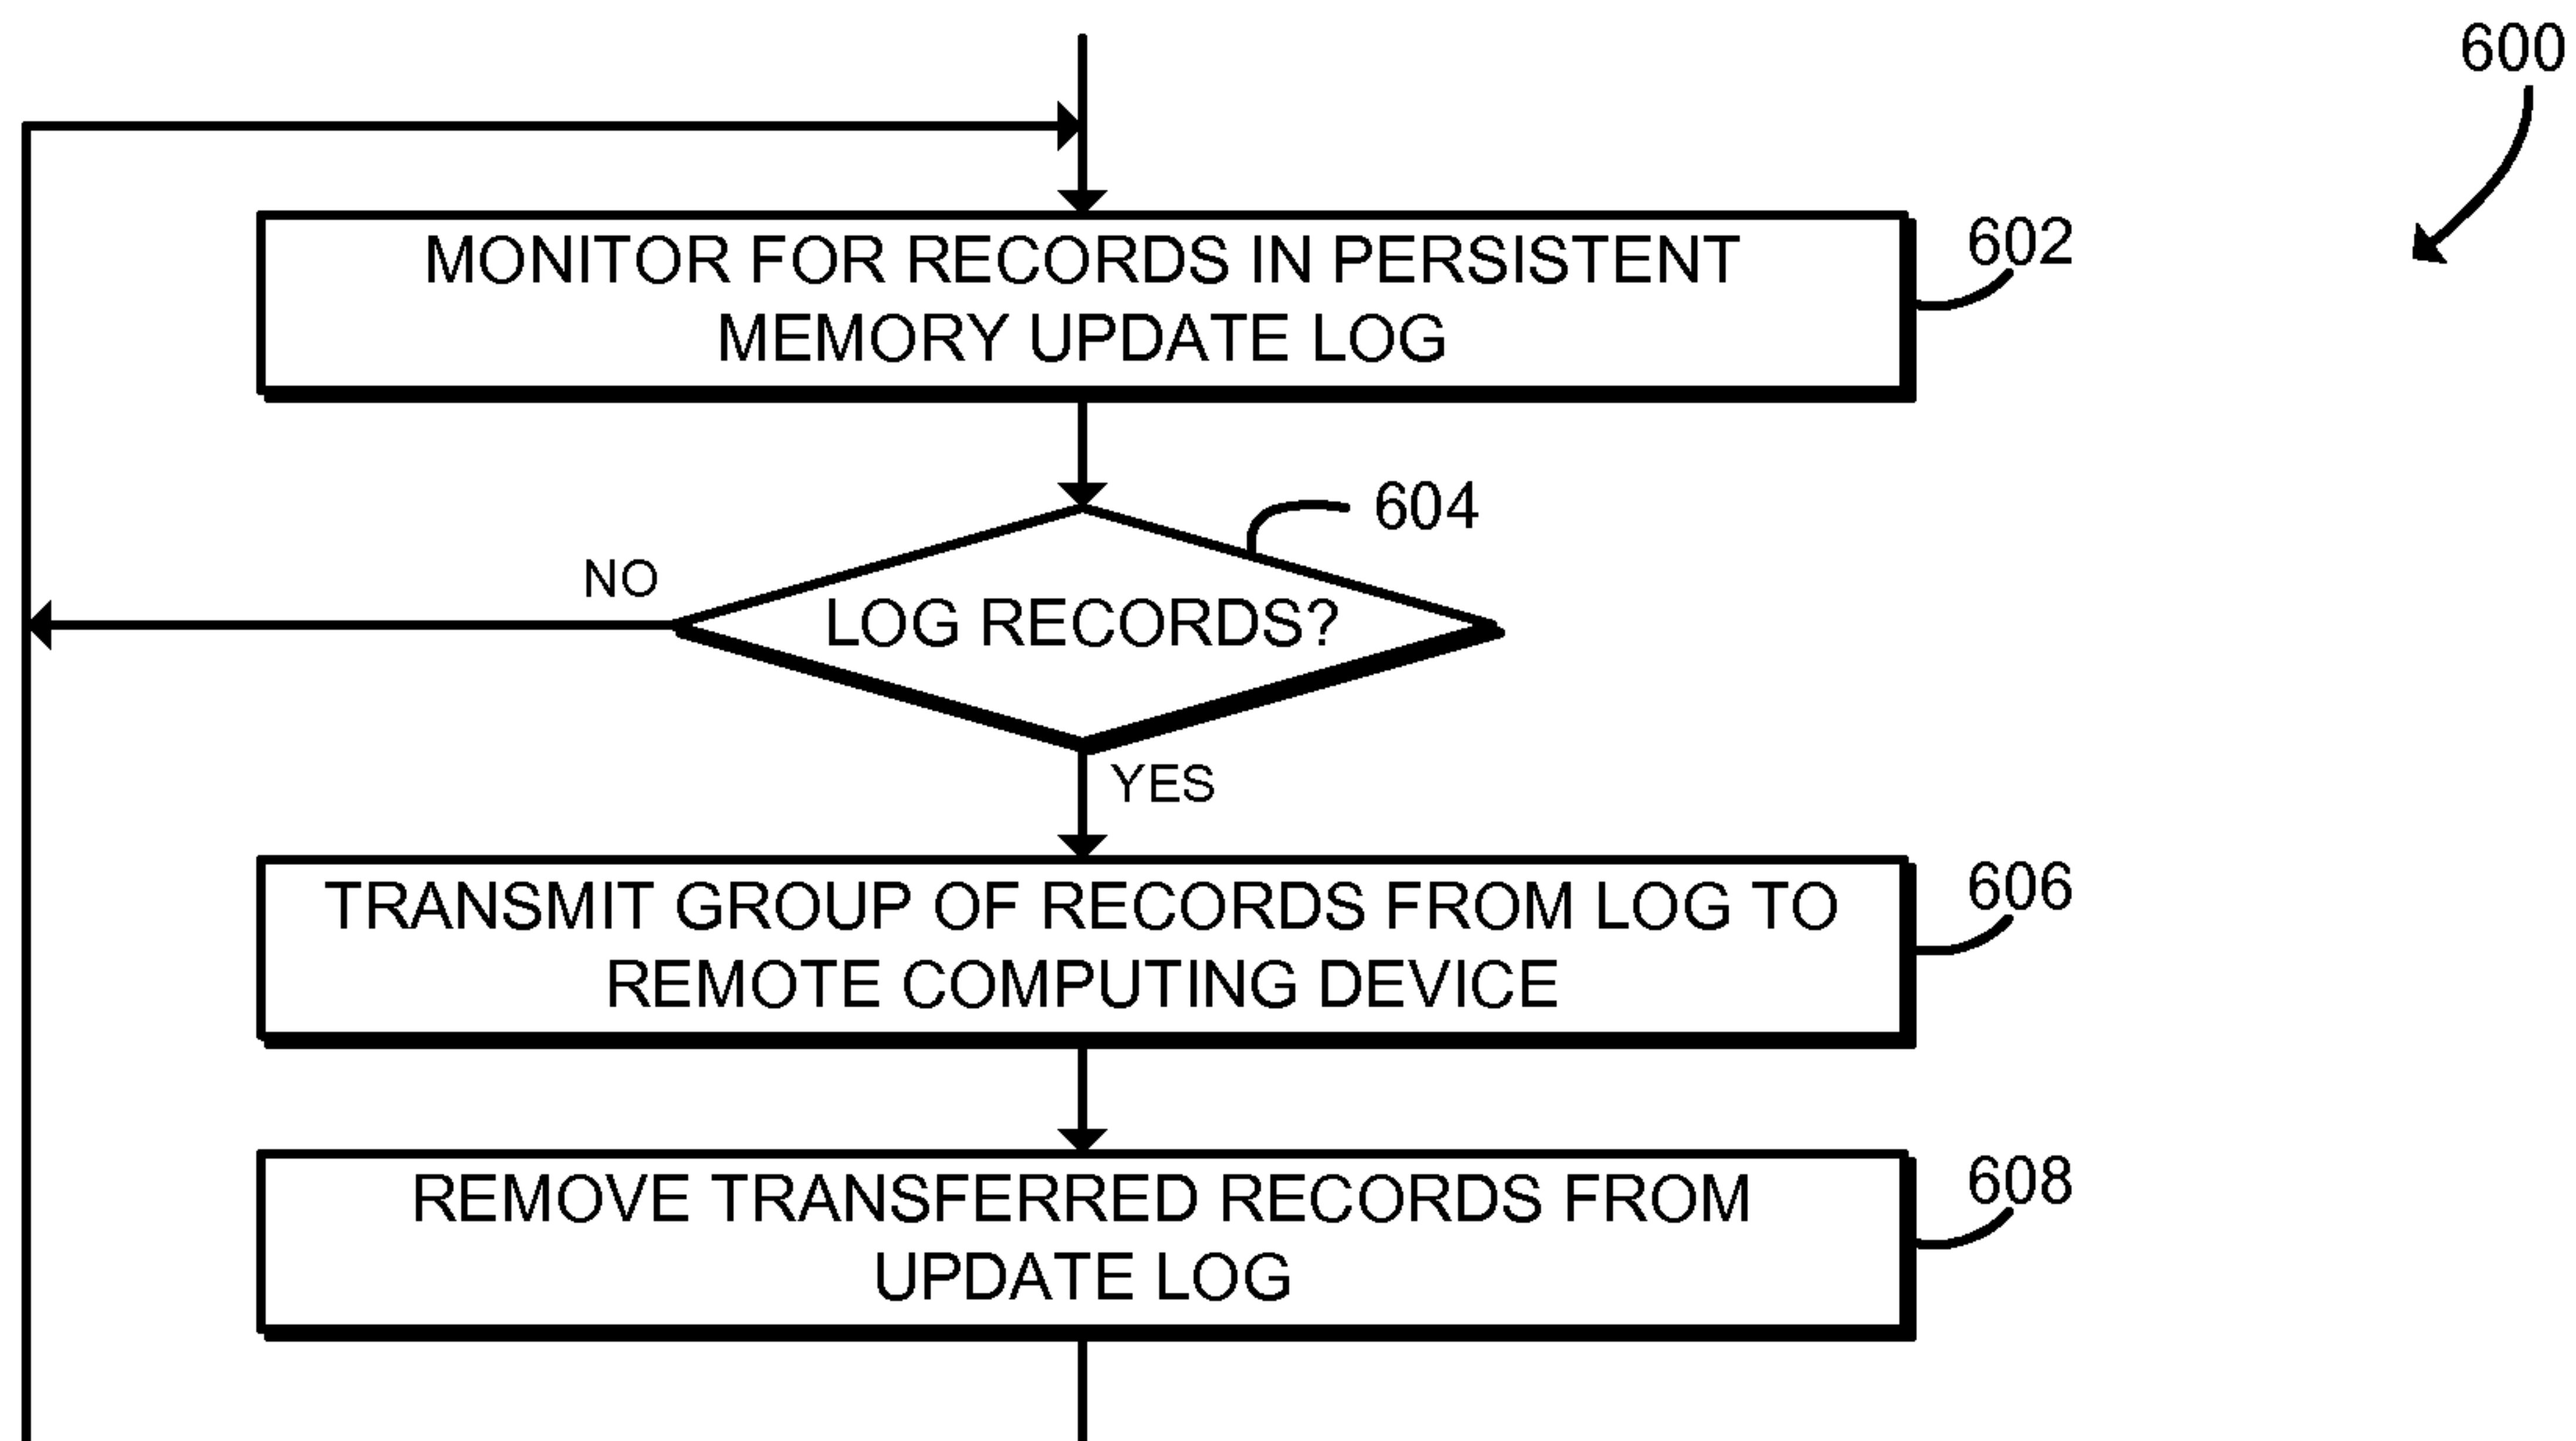 600
MONITOR FOR RECORDS IN PERSISTENT
MEMORY UPDATE LOG
602
604
NO
LOG RECORDS?
YES
TRANSMIT GROUP OF RECORDS FROM LOG TO
REMOTE COMPUTING DEVICE
606
REMOVE TRANSFERRED RECORDS FROM
UPDATE LOG
608